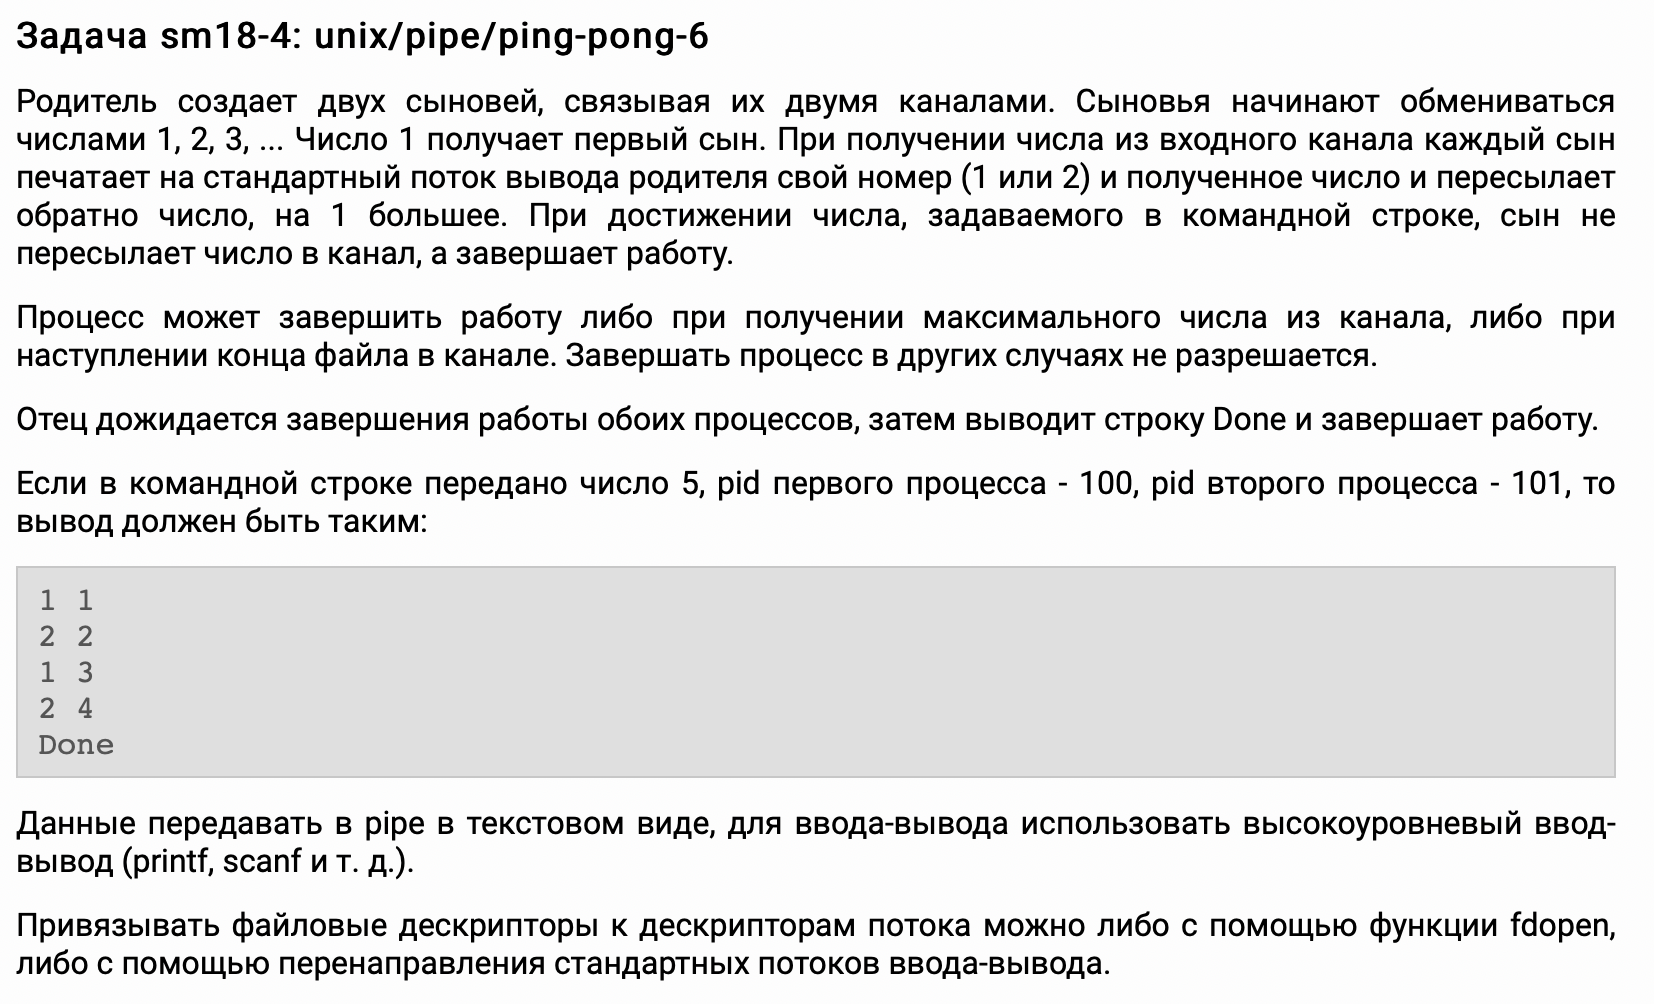 Задача sm18-4: unix/pipe/ping-pong-6
Родитель создает двух сыновей, связывая их двумя каналами. Сыновья начинают обмениваться
числами 1, 2, 3, ... Число 1 получает первый сын. При получении числа из входного канала каждый сын
печатает на стандартный поток вывода родителя свой номер (1 или 2) и полученное число и пересылает
обратно число, на 1 большее. При достижении числа, задаваемого в командной строке, сын не
пересылает число в канал, а завершает работу.
Процесс может завершить работу либо при получении максимального числа из канала, либо при
наступлении конца файла в канале. Завершать процесс в других случаях не разрешается.
Отец дожидается завершения работы обоих процессов, затем выводит строку Done и завершает работу.
Если в командной строке передано число 5, pid первого процесса - 100, pid второго процесса - 101, то
вывод должен быть таким:
1 1
2 2
1 3
2 4
Done
Данные передавать в pipe в текстовом виде, для ввода-вывода использовать высокоуровневый ввод-
вывод (printf, scanf и т. д.).
Привязывать файловые дескрипторы к дескрипторам потока можно либо с помощью функции fdopen,
либо с помощью перенаправления стандартных потоков ввода-вывода.